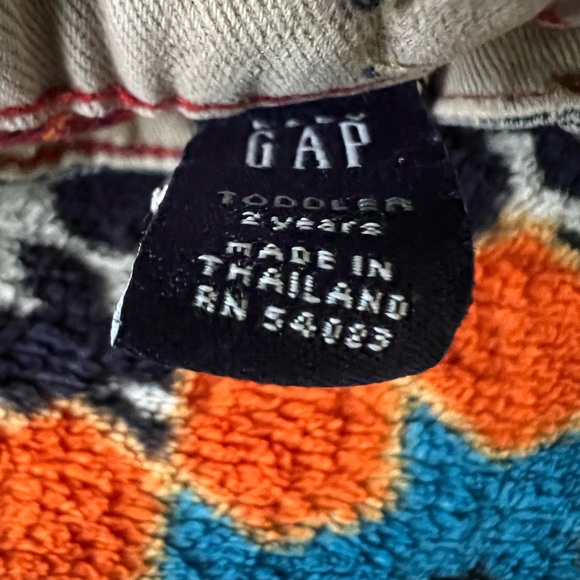 GAP
TODDLER
2 years
MADE IN
THAILAND
RN 54023